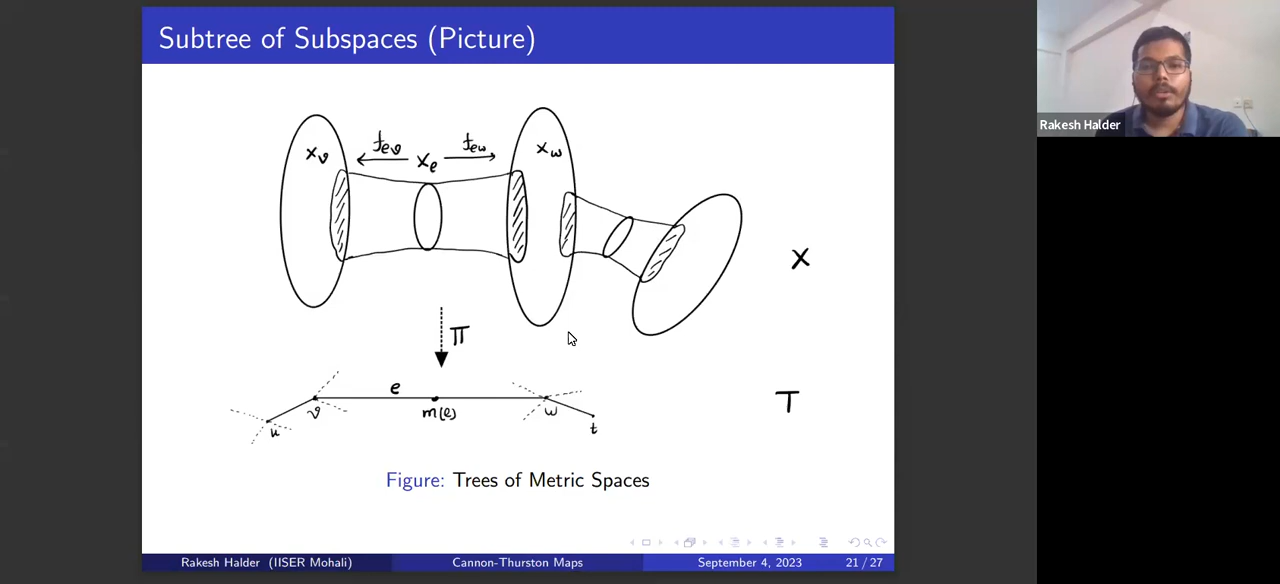 Subtree of Subspaces (Picture)
Rakesh Halder
X_v
f_ev
X_e
f_ew
X_w
X
π
e
v
m(e)
w
u
t
T
Figure: Trees of Metric Spaces
Rakesh Halder (IISER Mohali) Cannon-Thurston Maps September 4, 2023 21 / 27